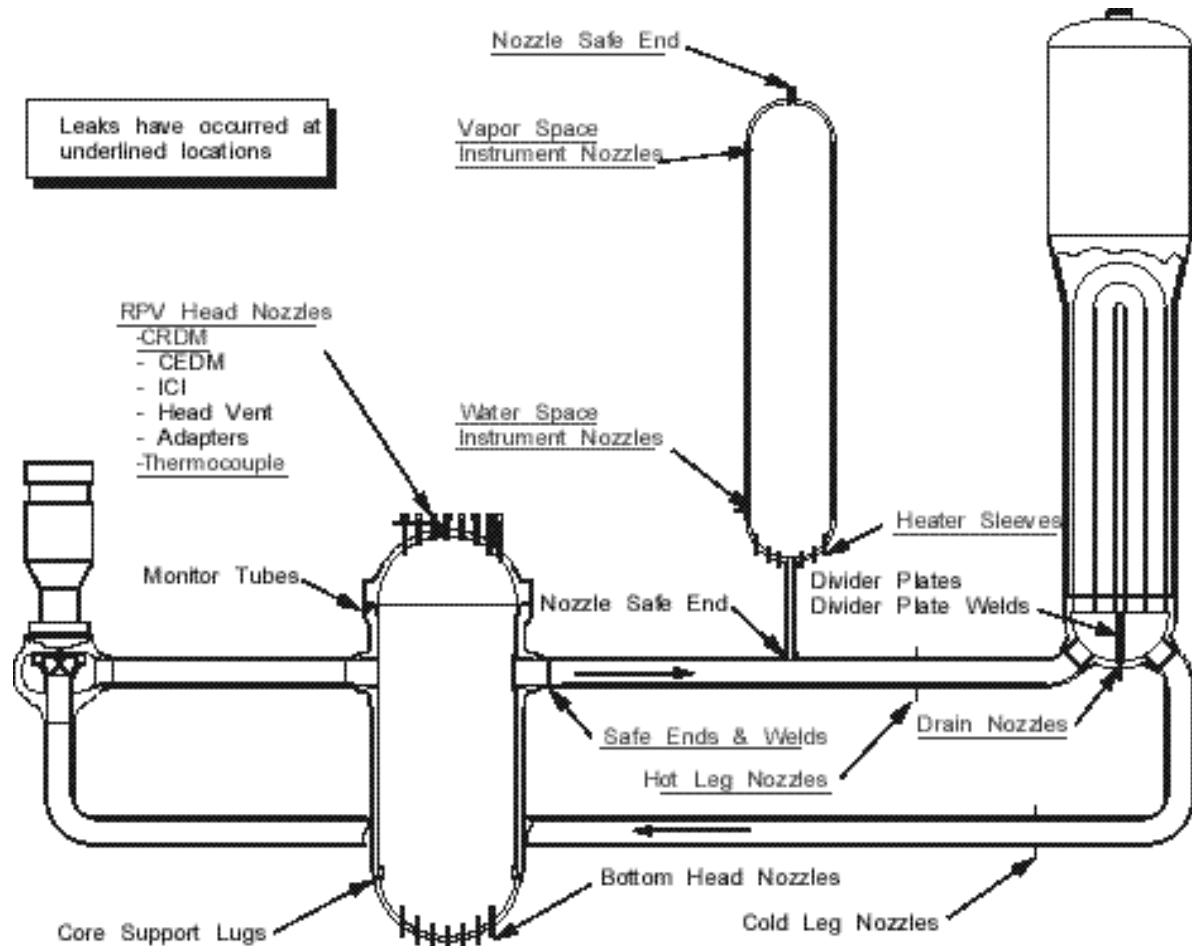 Nozzle Safe End
Leaks have occurred at
underlined locations
Vapor Space
Instrument Nozzles
RPV Head Nozzles
-CRDM
- CEDM
- ICI
- Head Vent
- Adapters
-Thermocouple
Water Space
Instrument Nozzles
Heater Sleeves
Monitor Tubes
Nozzle Safe End
Divider Plates
Divider Plate Welds
Safe Ends & Welds
Drain Nozzles
Hot Leg Nozzles
Bottom Head Nozzles
Core Support Lugs
Cold Leg Nozzles